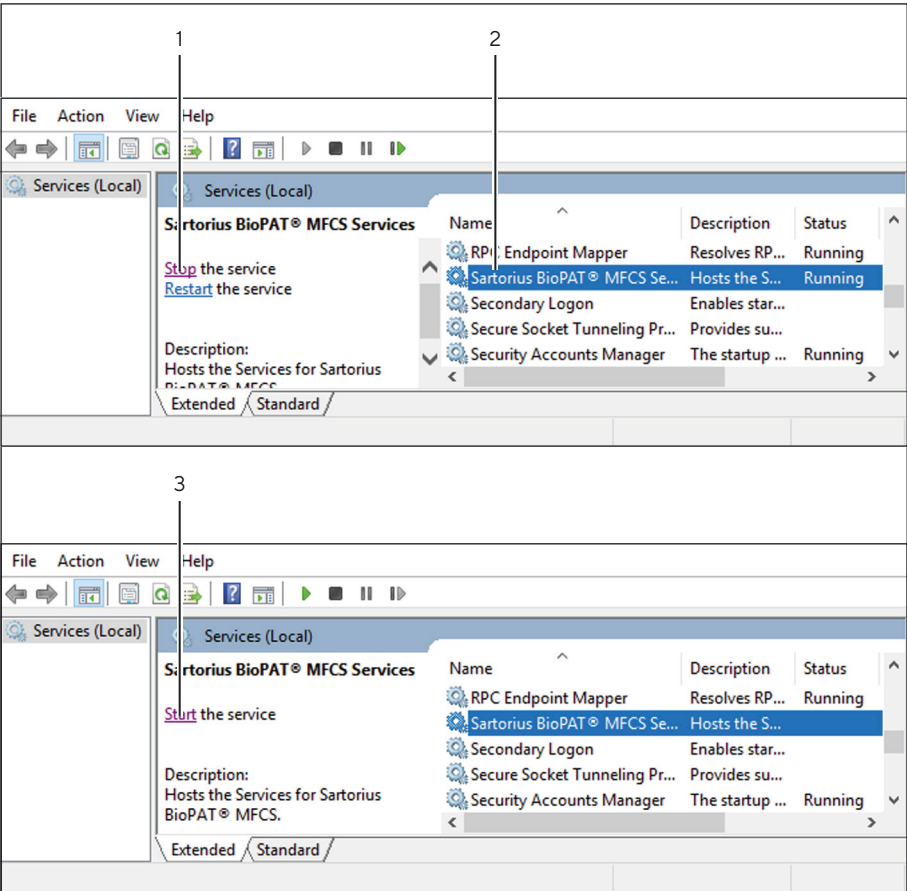 1 2
File Action View Help
Services (Local)
Services (Local)
Sartorius BioPAT® MFCS Services
Stop the service
Restart the service
Description:
Hosts the Services for Sartorius
BioPAT® MFCS
Name Description Status
RPC Endpoint Mapper Resolves RP... Running
Sartorius BioPAT® MFCS Se... Hosts the S... Running
Secondary Logon Enables star...
Secure Socket Tunneling Pr... Provides su...
Security Accounts Manager The startup ... Running
Extended Standard
3
File Action View Help
Services (Local)
Services (Local)
Sartorius BioPAT® MFCS Services
Start the service
Description:
Hosts the Services for Sartorius
BioPAT® MFCS.
Name Description Status
RPC Endpoint Mapper Resolves RP... Running
Sartorius BioPAT® MFCS Se... Hosts the S...
Secondary Logon Enables star...
Secure Socket Tunneling Pr... Provides su...
Security Accounts Manager The startup ... Running
Extended Standard